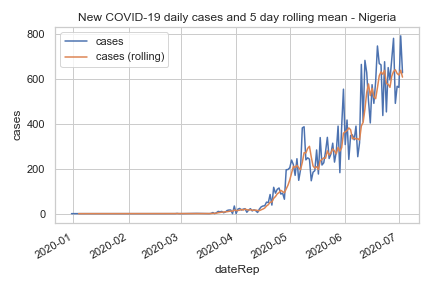 New COVID-19 daily cases and 5 day rolling mean - Nigeria
cases
cases (rolling)
800
600
400
200
0
cases
2020-01
2020-02
2020-03
2020-04
2020-05
2020-06
2020-07
dateRep